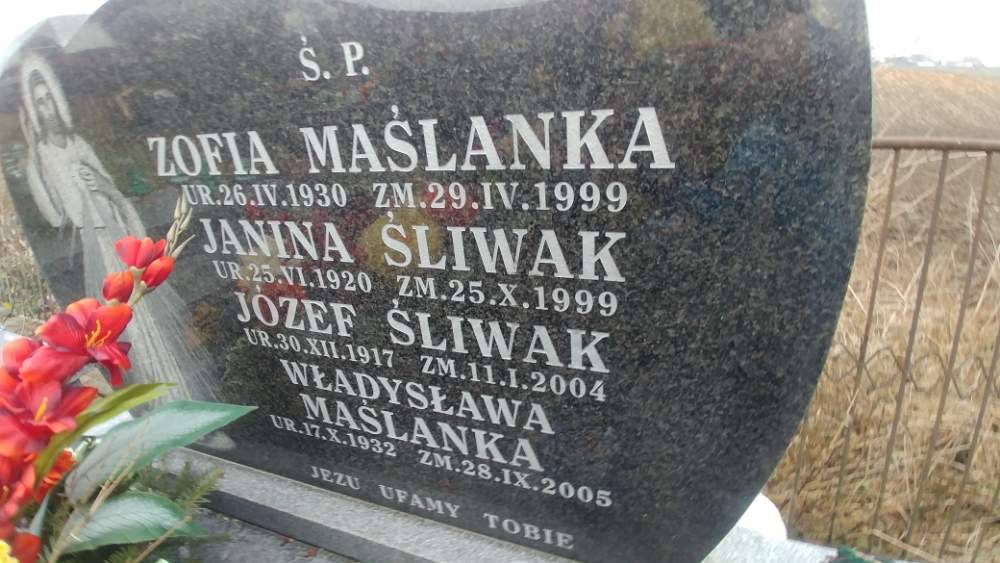 Ś. P.
ZOFIA MAŚLANKA
UR.26.IV.1930 ZM.29.IV.1999
JANINA ŚLIWAK
UR.25.VI.1920 ZM.25.X.1999
JÓZEF ŚLIWAK
UR.30.XII.1917 ZM.11.I.2004
WŁADYSŁAWA
MAŚLANKA
UR.17.X.1932 ZM.28.IX.2005
JEZU UFAMY TOBIE